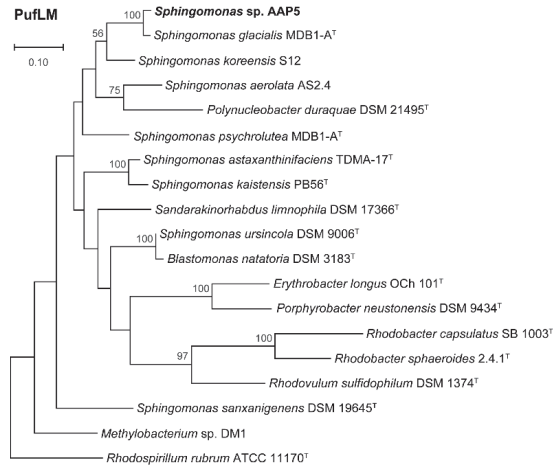 PufLM
0.10
100
Sphingomonas sp. AAP5
Sphingomonas glacialis MDB1-Aᵀ
56
Sphingomonas koreensis S12
Sphingomonas aerolata AS2.4
75
Polynucleobacter duraquae DSM 21495ᵀ
Sphingomonas psychrolutea MDB1-Aᵀ
Sphingomonas astaxanthinifaciens TDMA-17ᵀ
100
Sphingomonas kaistensis PB56ᵀ
Sandarakinorhabdus limnophila DSM 17366ᵀ
Sphingomonas ursincola DSM 9006ᵀ
100
Blastomonas natatoria DSM 3183ᵀ
Erythrobacter longus OCh 101ᵀ
100
Porphyrobacter neustonensis DSM 9434ᵀ
Rhodobacter capsulatus SB 1003ᵀ
100
Rhodobacter sphaeroides 2.4.1ᵀ
97
Rhodovulum sulfidophilum DSM 1374ᵀ
Sphingomonas sanxanigenens DSM 19645ᵀ
Methylobacterium sp. DM1
Rhodospirillum rubrum ATCC 11170ᵀ